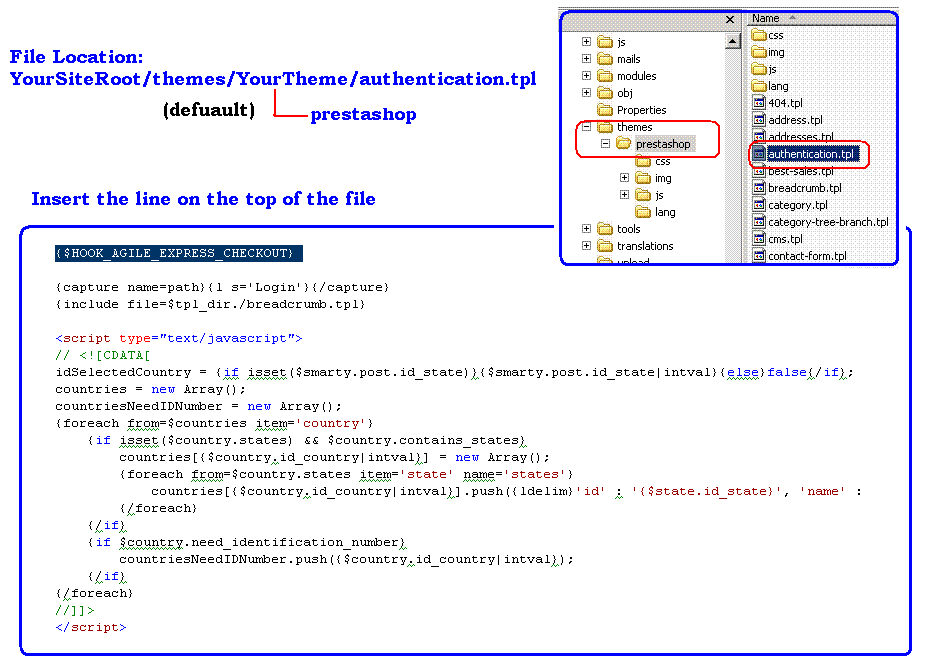 File Location:
YourSiteRoot/themes/YourTheme/authentication.tpl
(defuault)
prestashop
js
mails
modules
obj
Properties
themes
prestashop
css
img
js
lang
tools
translations
upload
Name
css
img
js
lang
404.tpl
address.tpl
addresses.tpl
authentication.tpl
best-sales.tpl
breadcrumb.tpl
category.tpl
category-tree-branch.tpl
cms.tpl
contact-form.tpl
Insert the line on the top of the file
{$HOOK_AGILE_EXPRESS_CHECKOUT}
{capture name=path}{l s='Login'}{/capture}
{include file=$tpl_dir./breadcrumb.tpl}
<script type="text/javascript">
// <![CDATA[
idSelectedCountry = {if isset($smarty.post.id_state)}{$smarty.post.id_state|intval}{else}false{/if};
countries = new Array();
countriesNeedIDNumber = new Array();
{foreach from=$countries item='country'}
{if isset($country.states) && $country.contains_states}
countries[{$country.id_country|intval}] = new Array();
{foreach from=$country.states item='state' name='states'}
countries[{$country.id_country|intval}].push({ldelim}'id' : '{$state.id_state}', 'name' :
{/foreach}
{/if}
{if $country.need_identification_number}
countriesNeedIDNumber.push({$country.id_country|intval});
{/if}
{/foreach}
//]]>
</script>